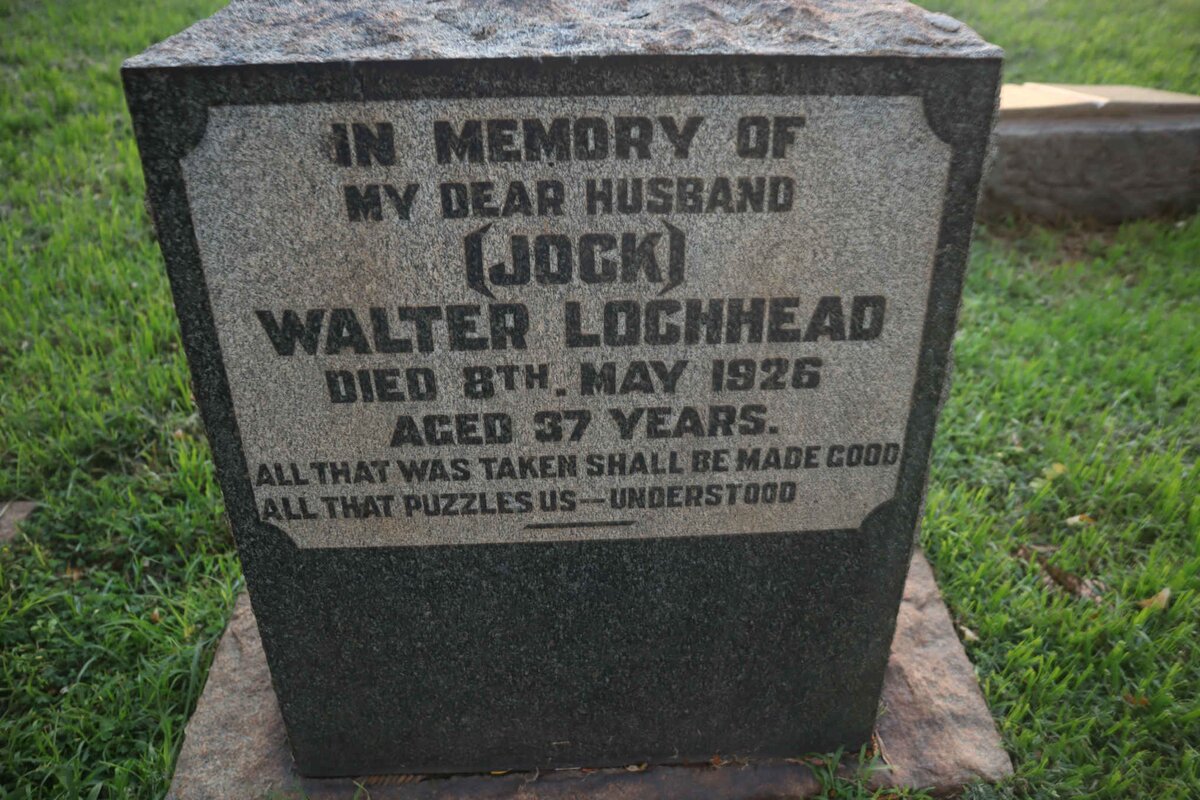 IN MEMORY OF
MY DEAR HUSBAND
(JOCK)
WALTER LOCHHEAD
DIED 8TH. MAY 1926
AGED 37 YEARS.
ALL THAT WAS TAKEN SHALL BE MADE GOOD
ALL THAT PUZZLES US—UNDERSTOOD